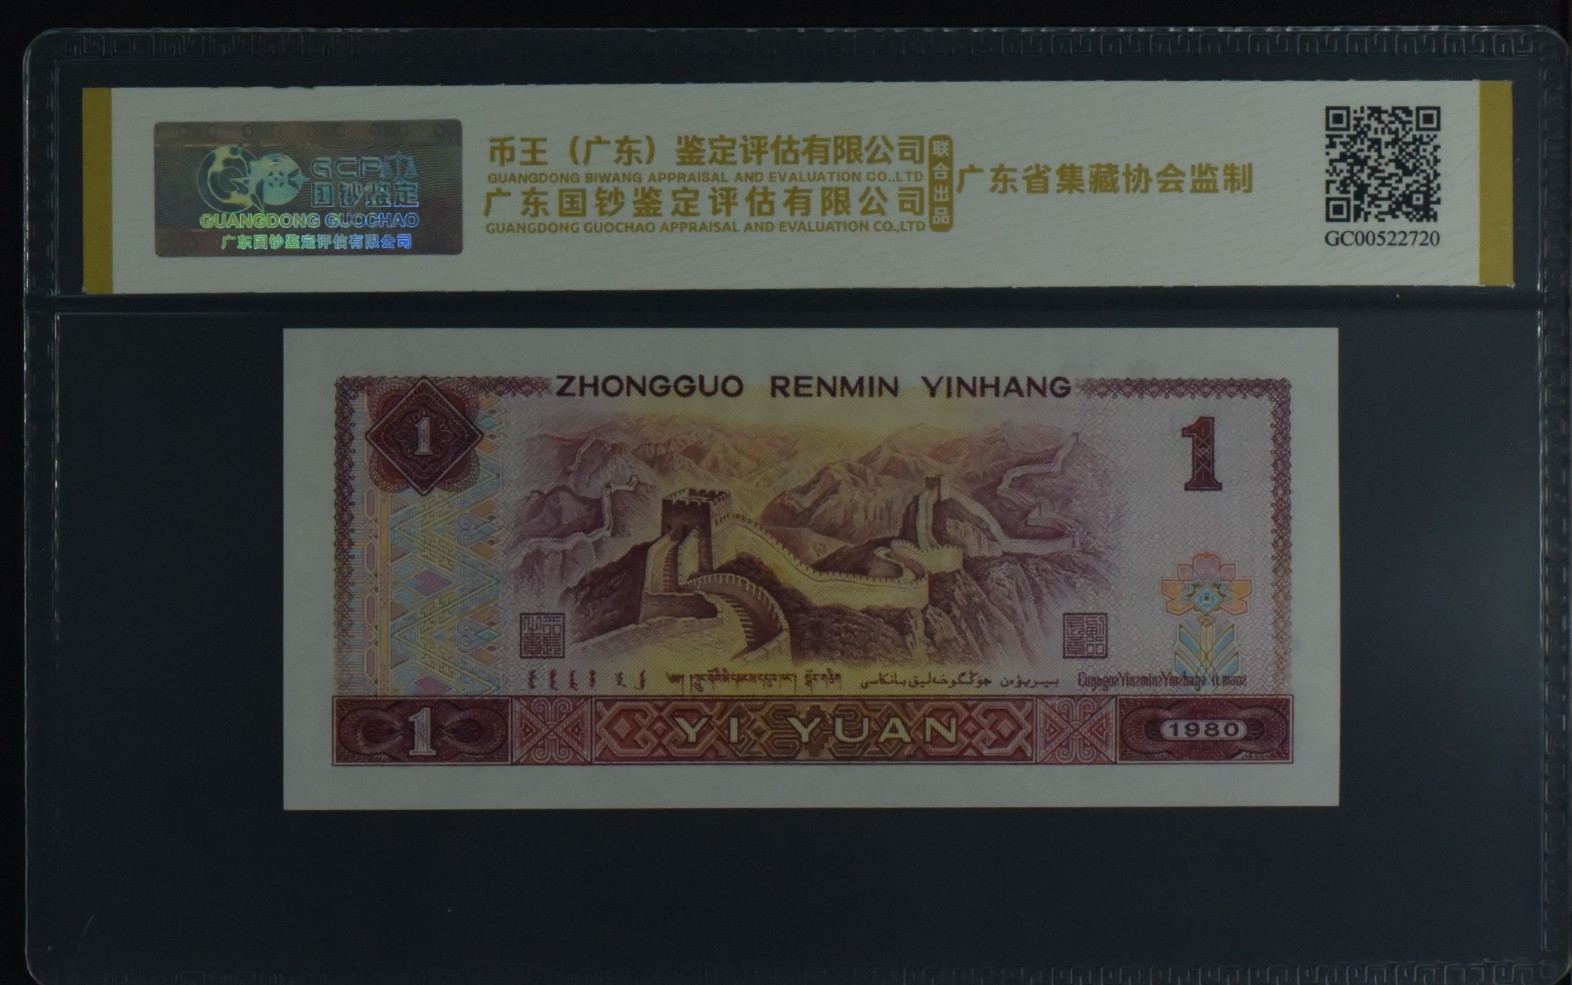 GCP
国钞鉴定
GUANGDONG GUOCHAO
广东国钞鉴定评估有限公司
币王（广东）鉴定评估有限公司
GUANGDONG BIWANG APPRAISAL AND EVALUATION CO.,LTD
广东国钞鉴定评估有限公司
GUANGDONG GUOCHAO APPRAISAL AND EVALUATION CO.,LTD
联合出品
广东省集藏协会监制
GC00522720
ZHONGGUO RENMIN YINHANG
1
1
1
YI YUAN
1980